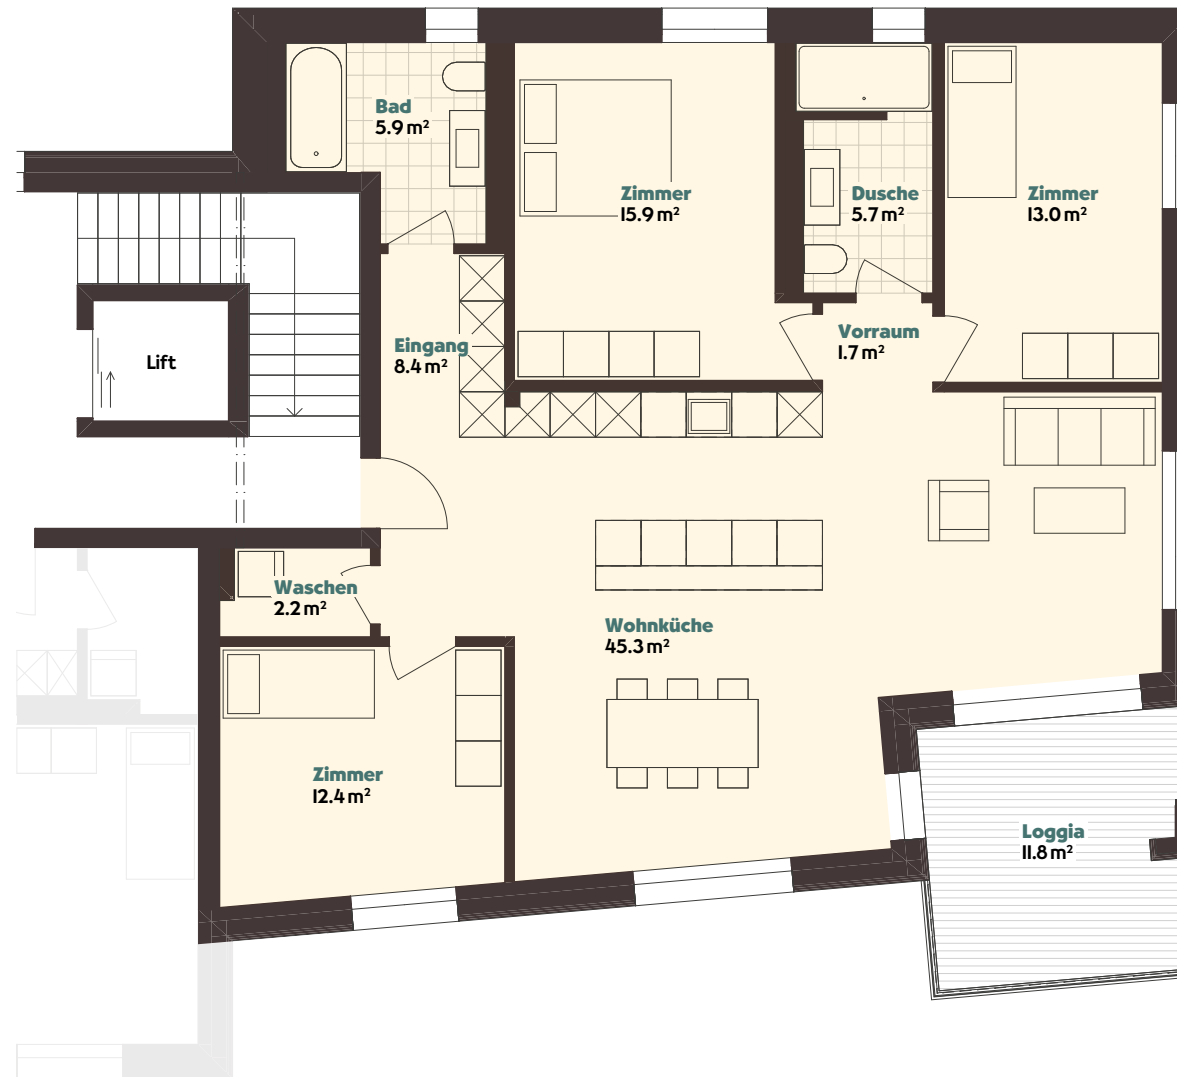 Bad
5.9 m²
Zimmer
15.9 m²
Dusche
5.7 m²
Zimmer
13.0 m²
Eingang
8.4 m²
Vorraum
1.7 m²
Lift
Waschen
2.2 m²
Wohnküche
45.3 m²
Zimmer
12.4 m²
Loggia
11.8 m²